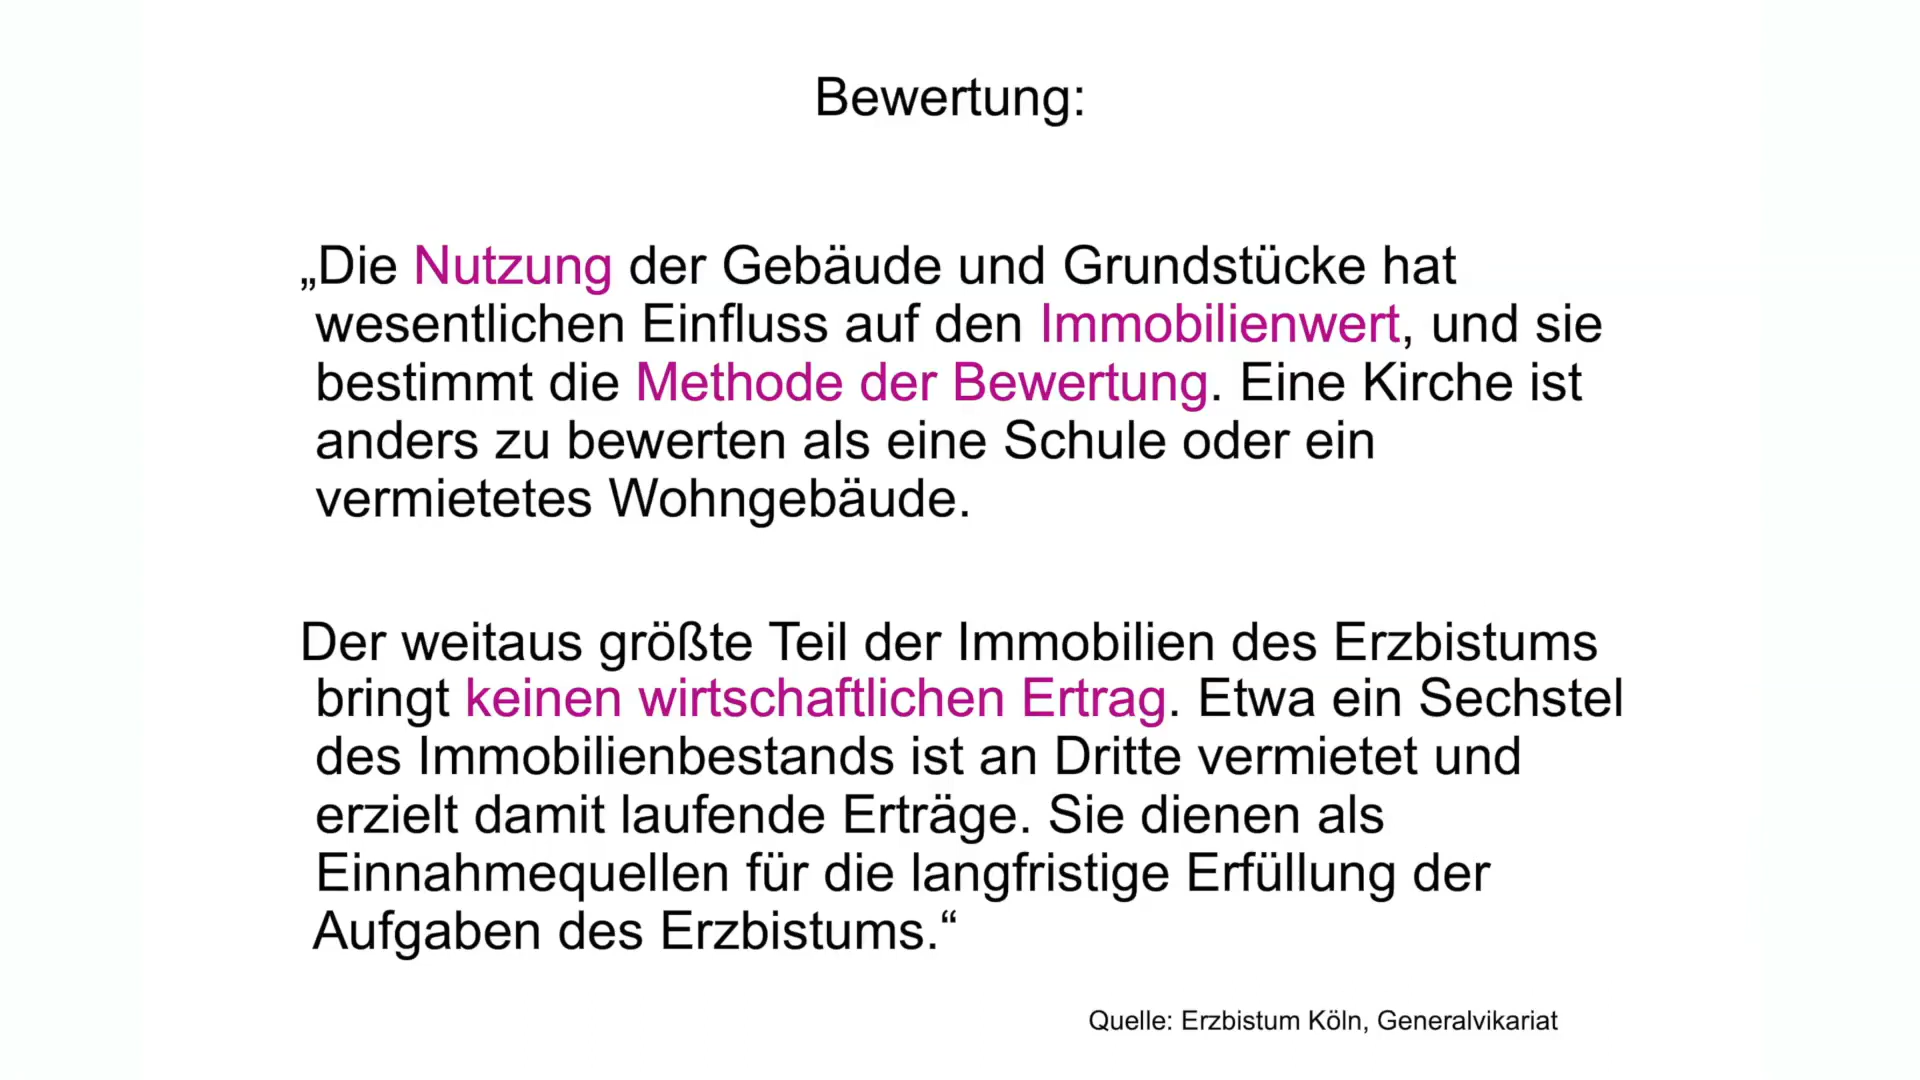 Bewertung:
„Die Nutzung der Gebäude und Grundstücke hat
wesentlichen Einfluss auf den Immobilienwert, und sie
bestimmt die Methode der Bewertung. Eine Kirche ist
anders zu bewerten als eine Schule oder ein
vermietetes Wohngebäude.
Der weitaus größte Teil der Immobilien des Erzbistums
bringt keinen wirtschaftlichen Ertrag. Etwa ein Sechstel
des Immobilienbestands ist an Dritte vermietet und
erzielt damit laufende Erträge. Sie dienen als
Einnahmequellen für die langfristige Erfüllung der
Aufgaben des Erzbistums.“
Quelle: Erzbistum Köln, Generalvikariat